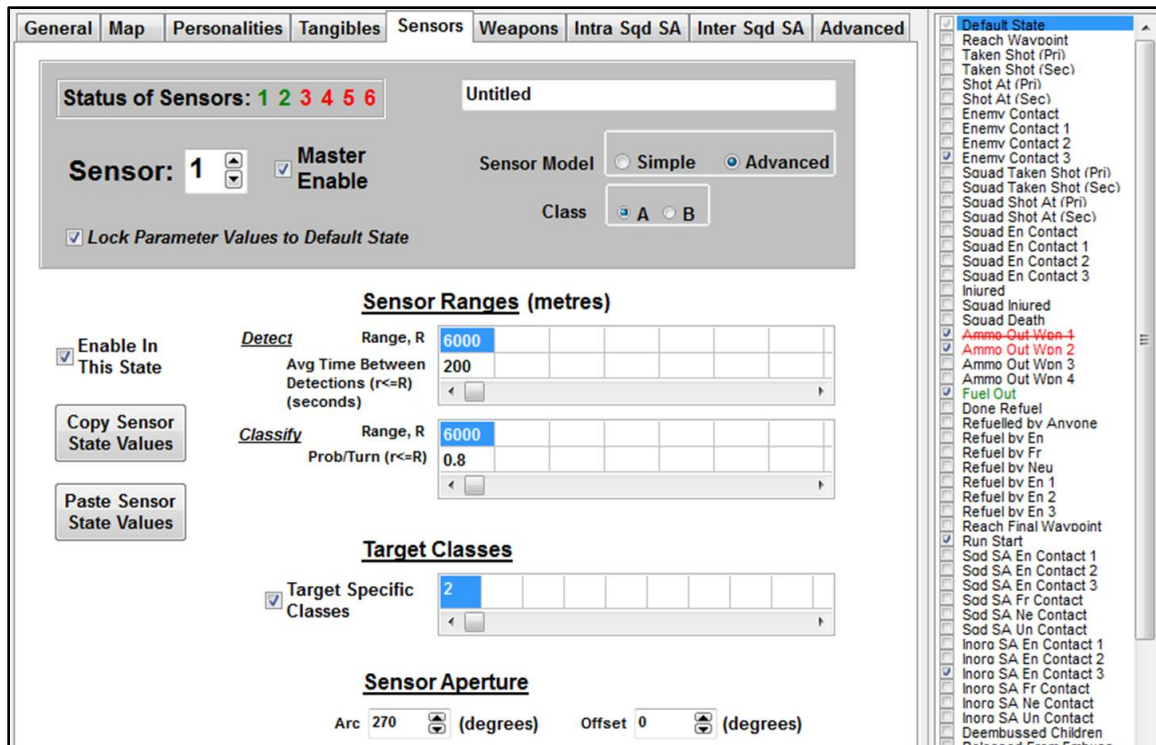 General Map Personalities Tangibles Sensors Weapons Intra Sqd SA Inter Sqd SA Advanced
Status of Sensors: 1 2 3 4 5 6
Untitled
Sensor: 1
Master
Enable
Sensor Model Simple Advanced
Class A B
Lock Parameter Values to Default State
Sensor Ranges (metres)
Enable In
This State
Detect Range, R 6000
Avg Time Between
Detections (r<=R)
(seconds)
200
Copy Sensor
State Values
Classify Range, R 6000
Prob/Turn (r<=R) 0.8
Paste Sensor
State Values
Target Classes
Target Specific
Classes
2
Sensor Aperture
Arc 270 (degrees) Offset 0 (degrees)
Default State
Reach Waypoint
Taken Shot (Pri)
Taken Shot (Sec)
Shot At (Pri)
Shot At (Sec)
Enemy Contact
Enemy Contact 1
Enemy Contact 2
Enemy Contact 3
Squad Taken Shot (Pri)
Squad Taken Shot (Sec)
Squad Shot At (Pri)
Squad Shot At (Sec)
Squad En Contact
Squad En Contact 1
Squad En Contact 2
Squad En Contact 3
Injured
Squad Injured
Squad Death
Ammo Out Wpn 1
Ammo Out Wpn 2
Ammo Out Wpn 3
Ammo Out Wpn 4
Fuel Out
Done Refuel
Refuelled by Anyone
Refuel by En
Refuel by Fr
Refuel by Neu
Refuel by En 1
Refuel by En 2
Refuel by En 3
Reach Final Waypoint
Run Start
Sqd SA En Contact 1
Sqd SA En Contact 2
Sqd SA En Contact 3
Sqd SA Fr Contact
Sqd SA Ne Contact
Sqd SA Un Contact
Inorg SA En Contact 1
Inorg SA En Contact 2
Inorg SA En Contact 3
Inorg SA Fr Contact
Inorg SA Ne Contact
Inorg SA Un Contact
Deembussed Children